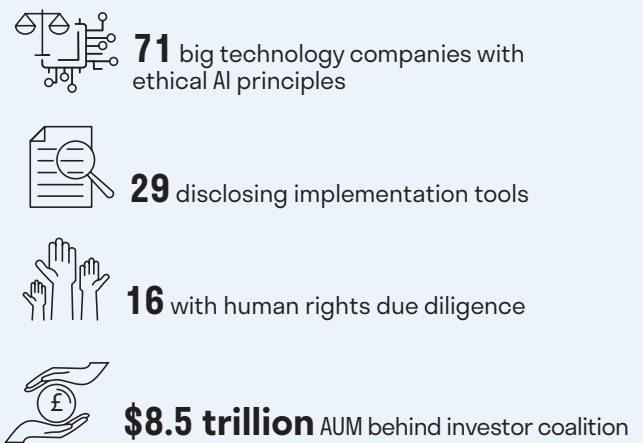 71 big technology companies with
ethical AI principles
29 disclosing implementation tools
16 with human rights due diligence
£
$8.5 trillion AUM behind investor coalition